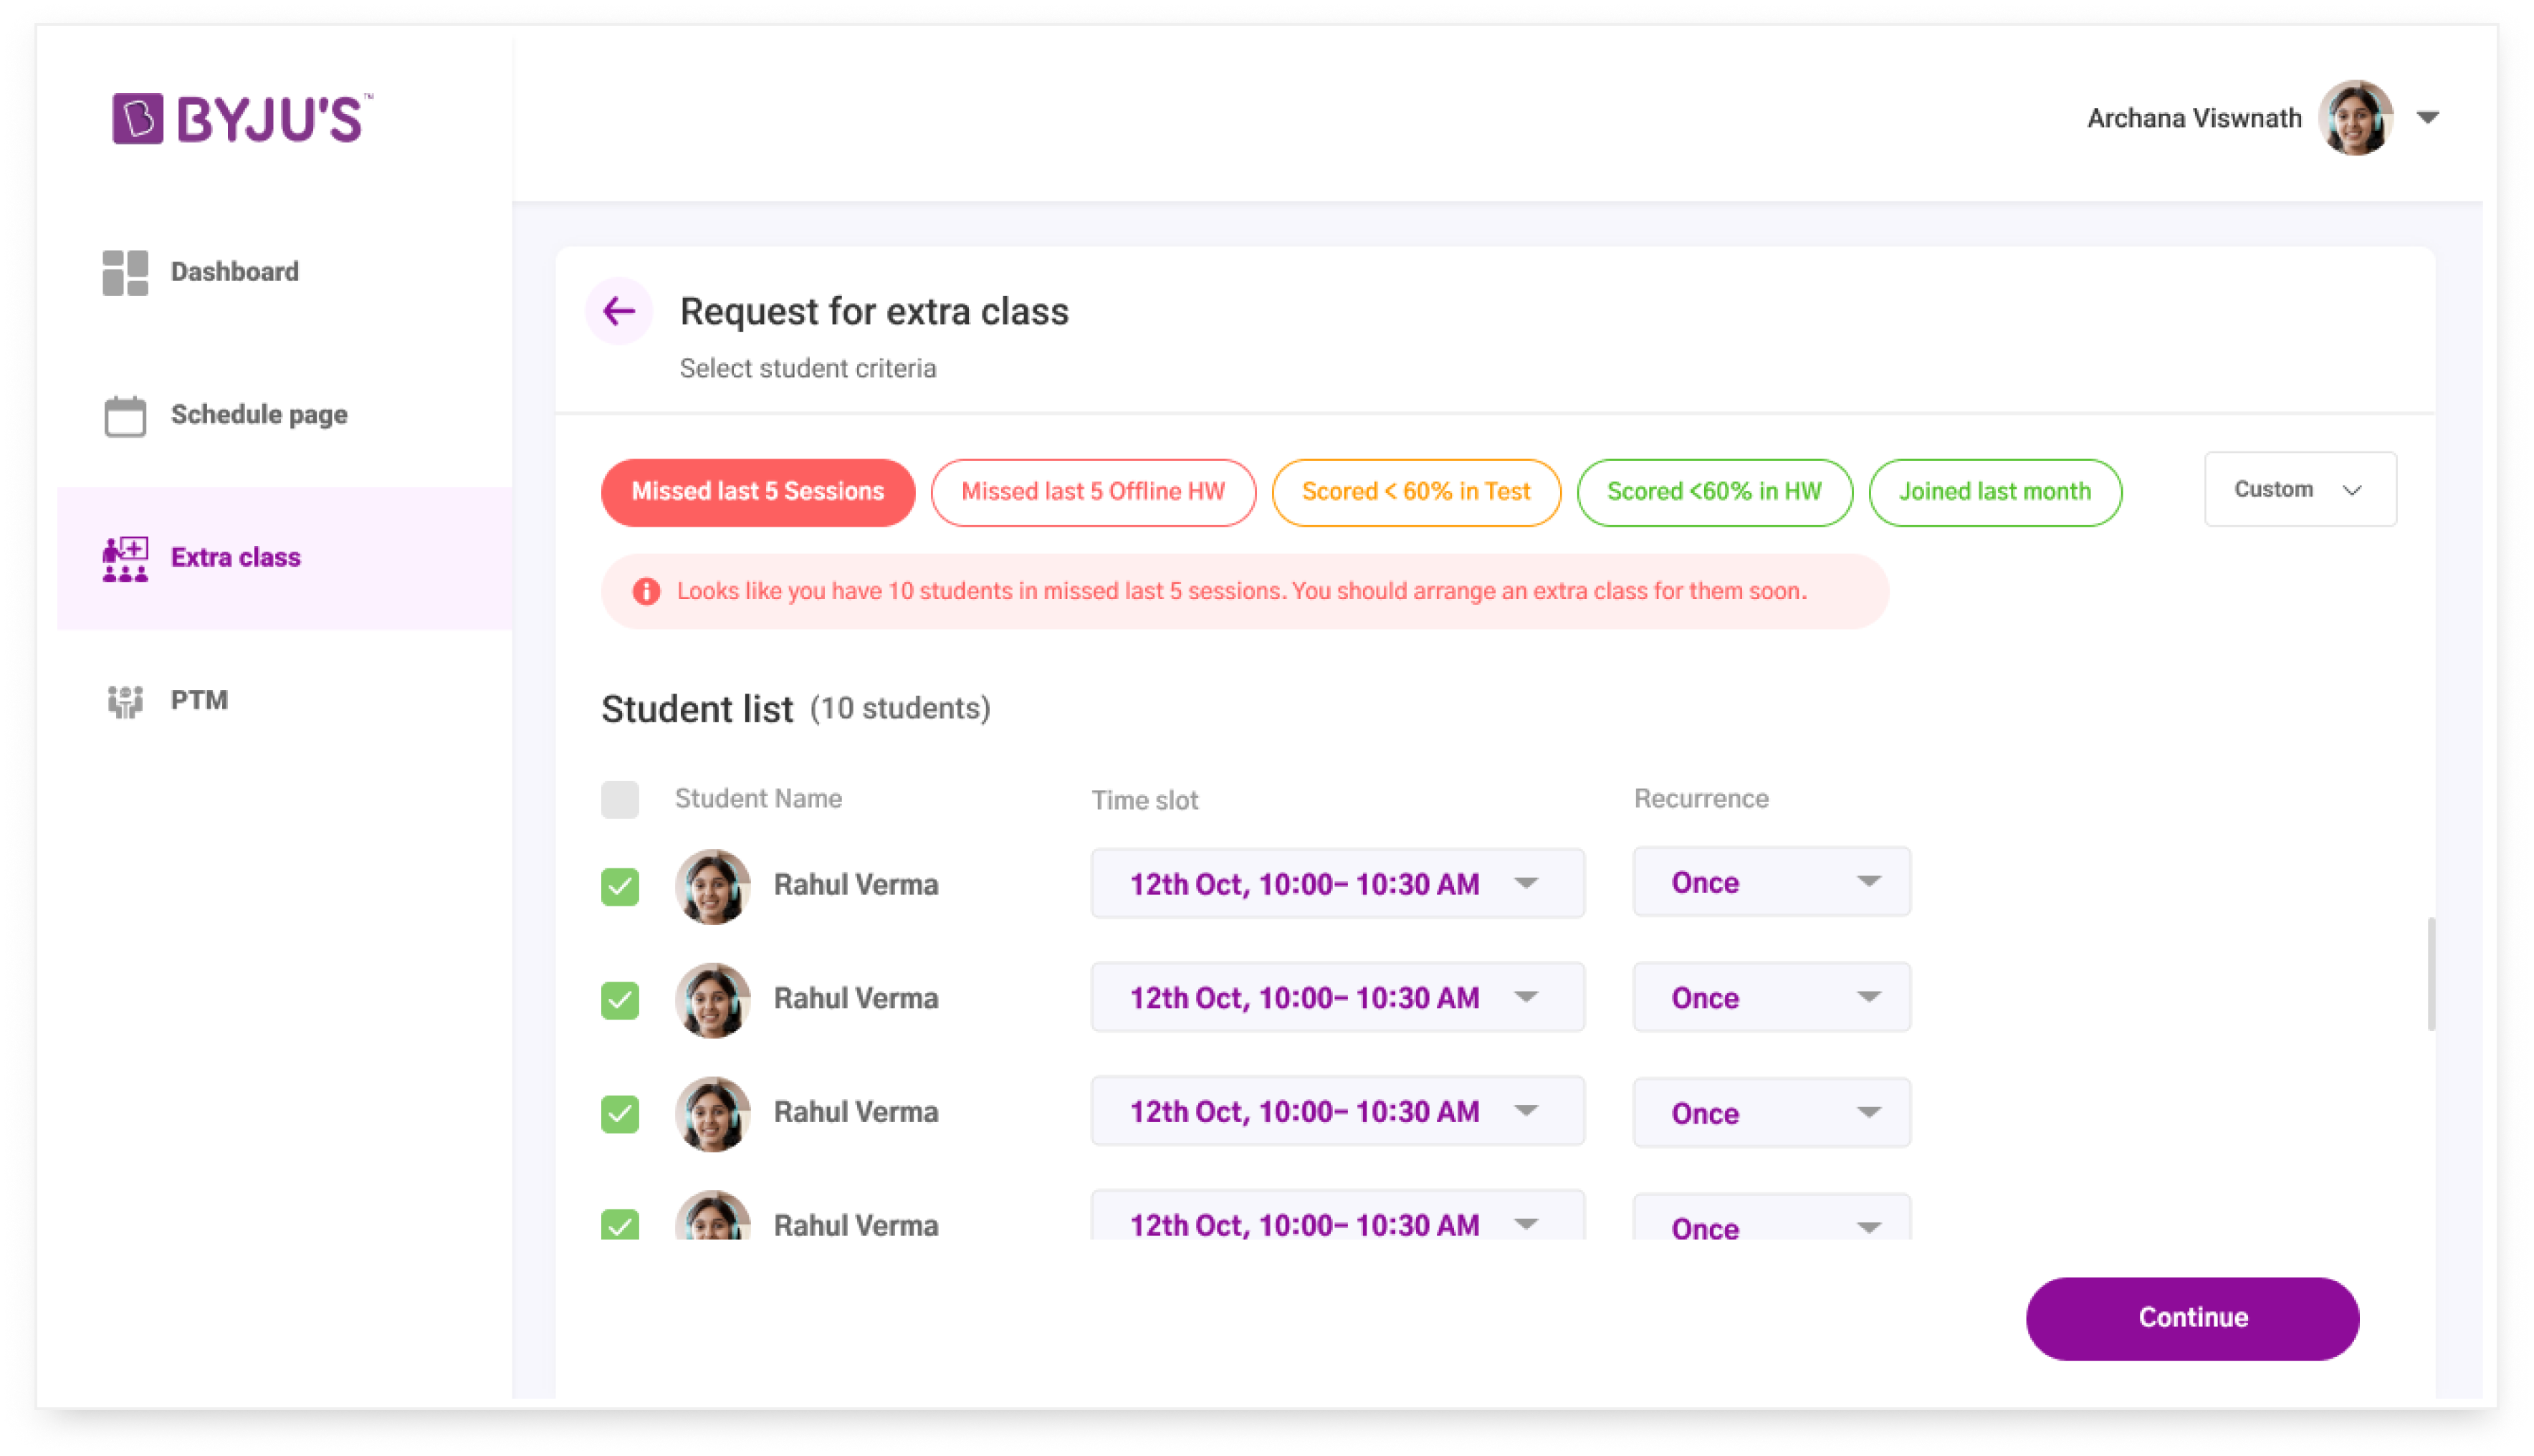 BYJU'S™
Archana Viswnath
Dashboard
Schedule page
Extra class
PTM
Request for extra class
Select student criteria
Missed last 5 Sessions
Missed last 5 Offline HW
Scored < 60% in Test
Scored <60% in HW
Joined last month
Custom
Looks like you have 10 students in missed last 5 sessions. You should arrange an extra class for them soon.
Student list (10 students)
Student Name Time slot Recurrence
Rahul Verma 12th Oct, 10:00– 10:30 AM Once
Rahul Verma 12th Oct, 10:00– 10:30 AM Once
Rahul Verma 12th Oct, 10:00– 10:30 AM Once
Rahul Verma 12th Oct, 10:00– 10:30 AM Once
Continue